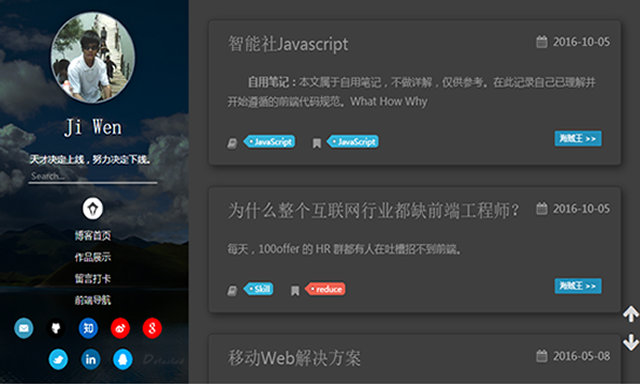 Ji Wen
天才决定上线，努力决定下线。
Search...
博客首页
作品展示
留言打卡
前端导航
知
智能社Javascript
2016-10-05
自用笔记：本文属于自用笔记，不做详解，仅供参考。在此记录自己已理解并
开始遵循的前端代码规范。What How Why
JavaScript
JavaScript
海贼王 >>
为什么整个互联网行业都缺前端工程师？
2016-10-05
每天，100offer 的 HR 群都有人在吐槽招不到前端。
Skill
reduce
海贼王 >>
移动Web解决方案
2016-05-08